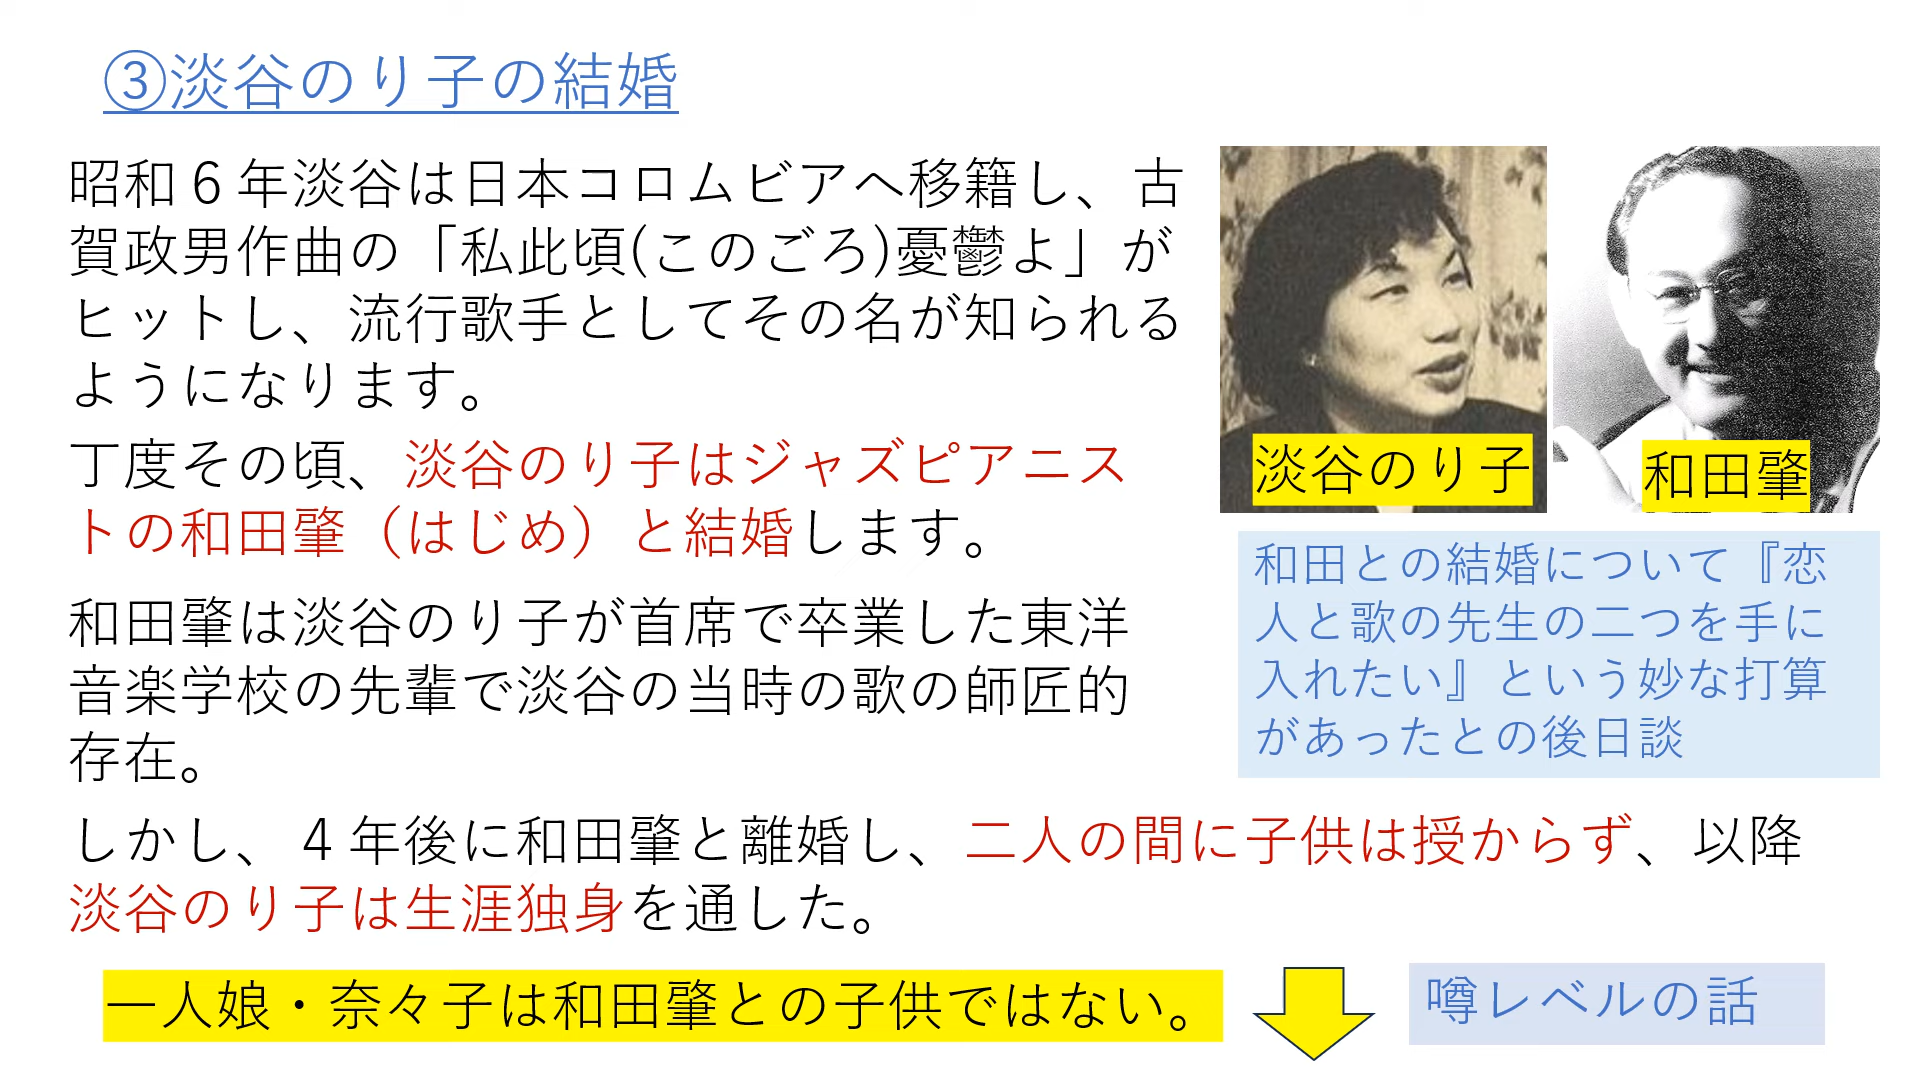 ③淡谷のり子の結婚
昭和６年淡谷は日本コロムビアへ移籍し、古
賀政男作曲の「私此頃(このごろ)憂鬱よ」が
ヒットし、流行歌手としてその名が知られる
ようになります。
丁度その頃、淡谷のり子はジャズピアニス
トの和田肇（はじめ）と結婚します。
和田肇は淡谷のり子が首席で卒業した東洋
音楽学校の先輩で淡谷の当時の歌の師匠的
存在。
淡谷のり子
和田肇
和田との結婚について『恋
人と歌の先生の二つを手に
入れたい』という妙な打算
があったとの後日談
しかし、４年後に和田肇と離婚し、二人の間に子供は授からず、以降
淡谷のり子は生涯独身を通した。
一人娘・奈々子は和田肇との子供ではない。
噂レベルの話